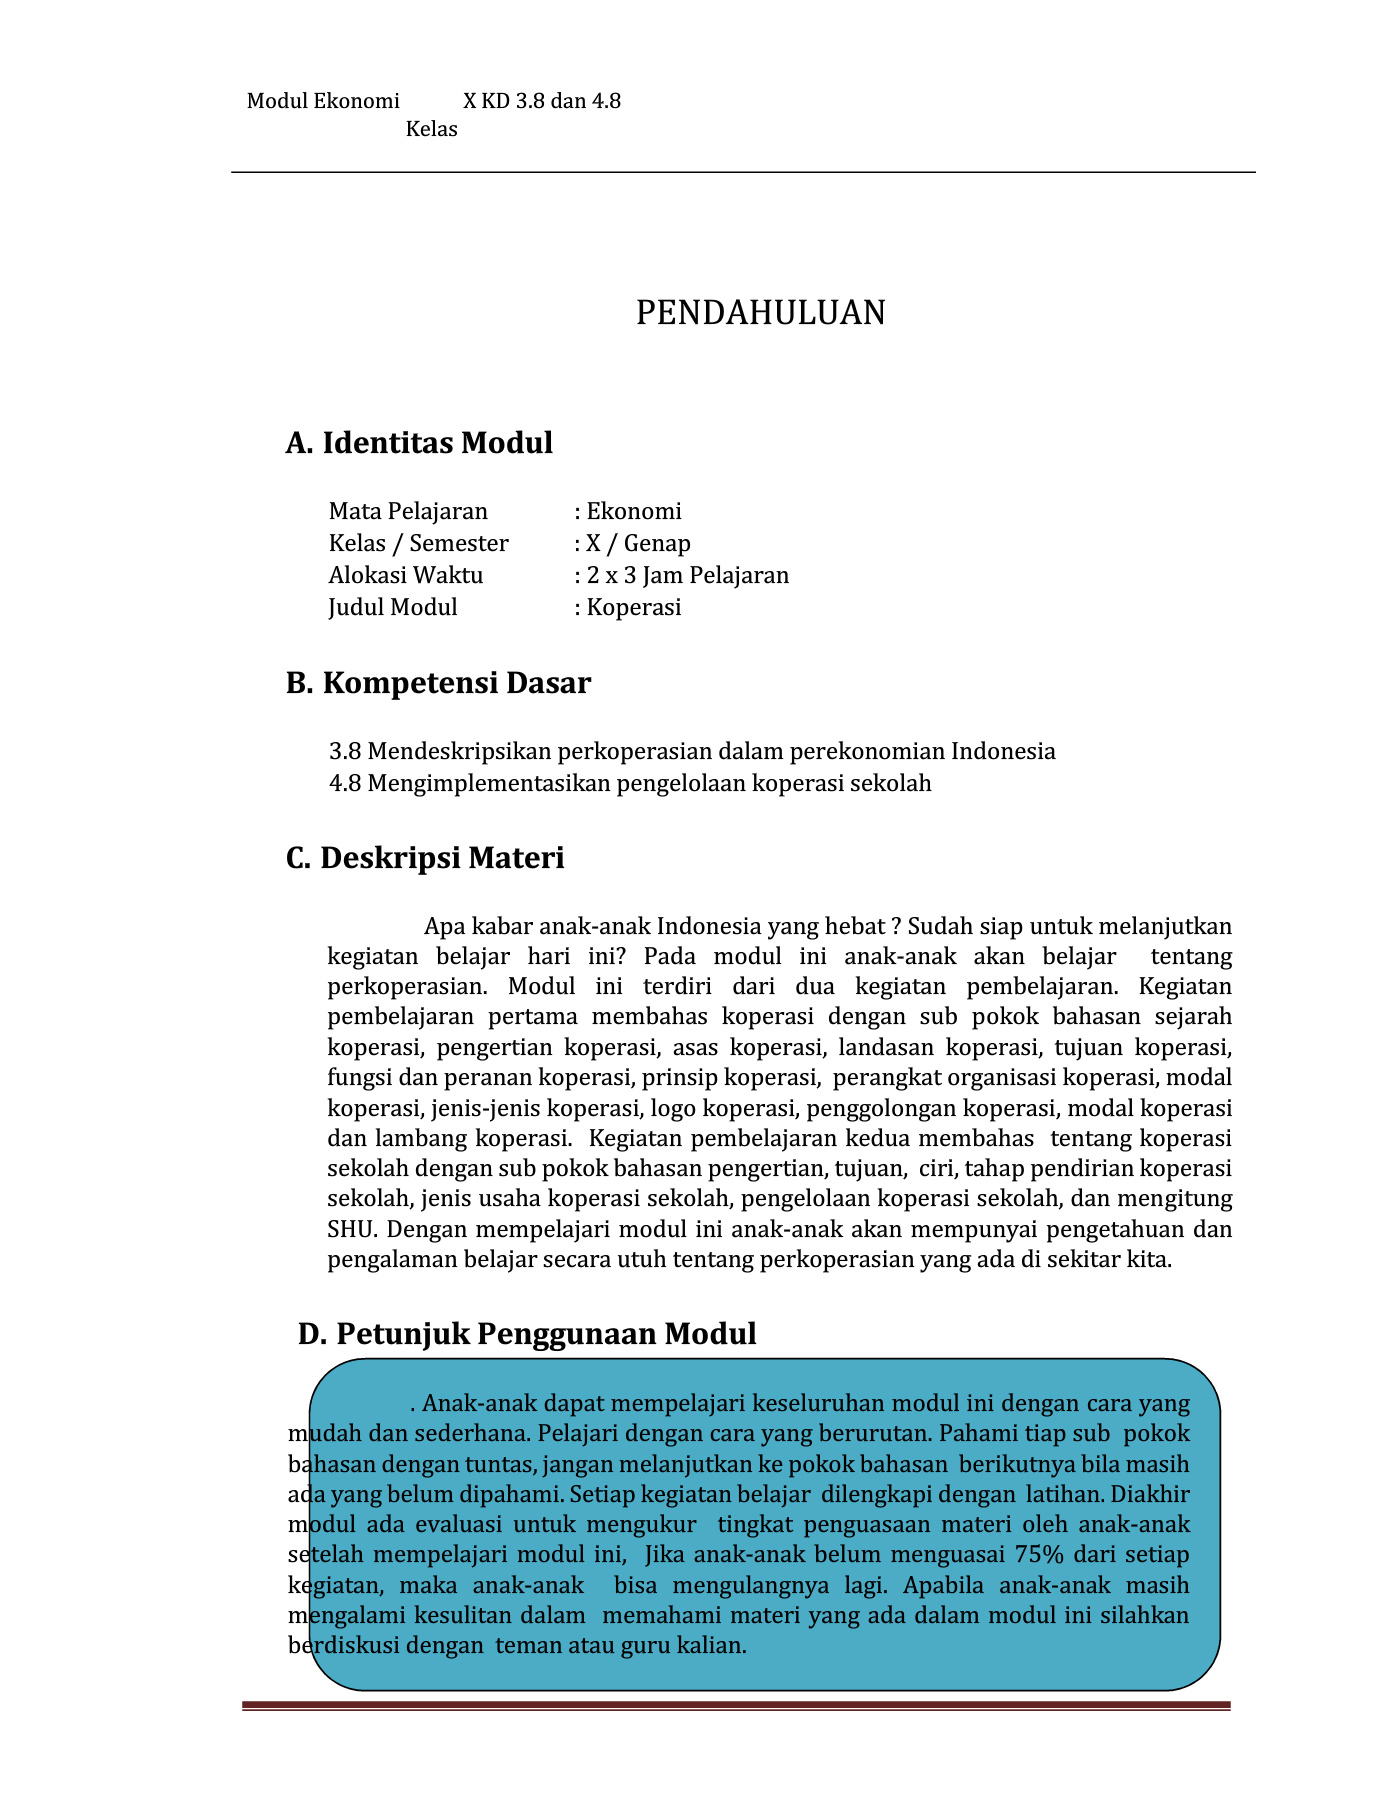 Modul Ekonomi Kelas X KD 3.8 dan 4.8
PENDAHULUAN
A. Identitas Modul
Mata Pelajaran : Ekonomi
Kelas / Semester : X / Genap
Alokasi Waktu : 2 x 3 Jam Pelajaran
Judul Modul : Koperasi
B. Kompetensi Dasar
3.8 Mendeskripsikan perkoperasian dalam perekonomian Indonesia
4.8 Mengimplementasikan pengelolaan koperasi sekolah
C. Deskripsi Materi
Apa kabar anak-anak Indonesia yang hebat ? Sudah siap untuk melanjutkan
kegiatan belajar hari ini? Pada modul ini anak-anak akan belajar tentang
perkoperasian. Modul ini terdiri dari dua kegiatan pembelajaran. Kegiatan
pembelajaran pertama membahas koperasi dengan sub pokok bahasan sejarah
koperasi, pengertian koperasi, asas koperasi, landasan koperasi, tujuan koperasi,
fungsi dan peranan koperasi, prinsip koperasi, perangkat organisasi koperasi, modal
koperasi, jenis-jenis koperasi, logo koperasi, penggolongan koperasi, modal koperasi
dan lambang koperasi. Kegiatan pembelajaran kedua membahas tentang koperasi
sekolah dengan sub pokok bahasan pengertian, tujuan, ciri, tahap pendirian koperasi
sekolah, jenis usaha koperasi sekolah, pengelolaan koperasi sekolah, dan mengitung
SHU. Dengan mempelajari modul ini anak-anak akan mempunyai pengetahuan dan
pengalaman belajar secara utuh tentang perkoperasian yang ada di sekitar kita.
D. Petunjuk Penggunaan Modul
. Anak-anak dapat mempelajari keseluruhan modul ini dengan cara yang
mudah dan sederhana. Pelajari dengan cara yang berurutan. Pahami tiap sub pokok
bahasan dengan tuntas, jangan melanjutkan ke pokok bahasan berikutnya bila masih
ada yang belum dipahami. Setiap kegiatan belajar dilengkapi dengan latihan. Diakhir
modul ada evaluasi untuk mengukur tingkat penguasaan materi oleh anak-anak
setelah mempelajari modul ini, Jika anak-anak belum menguasai 75% dari setiap
kegiatan, maka anak-anak bisa mengulangnya lagi. Apabila anak-anak masih
mengalami kesulitan dalam memahami materi yang ada dalam modul ini silahkan
berdiskusi dengan teman atau guru kalian.